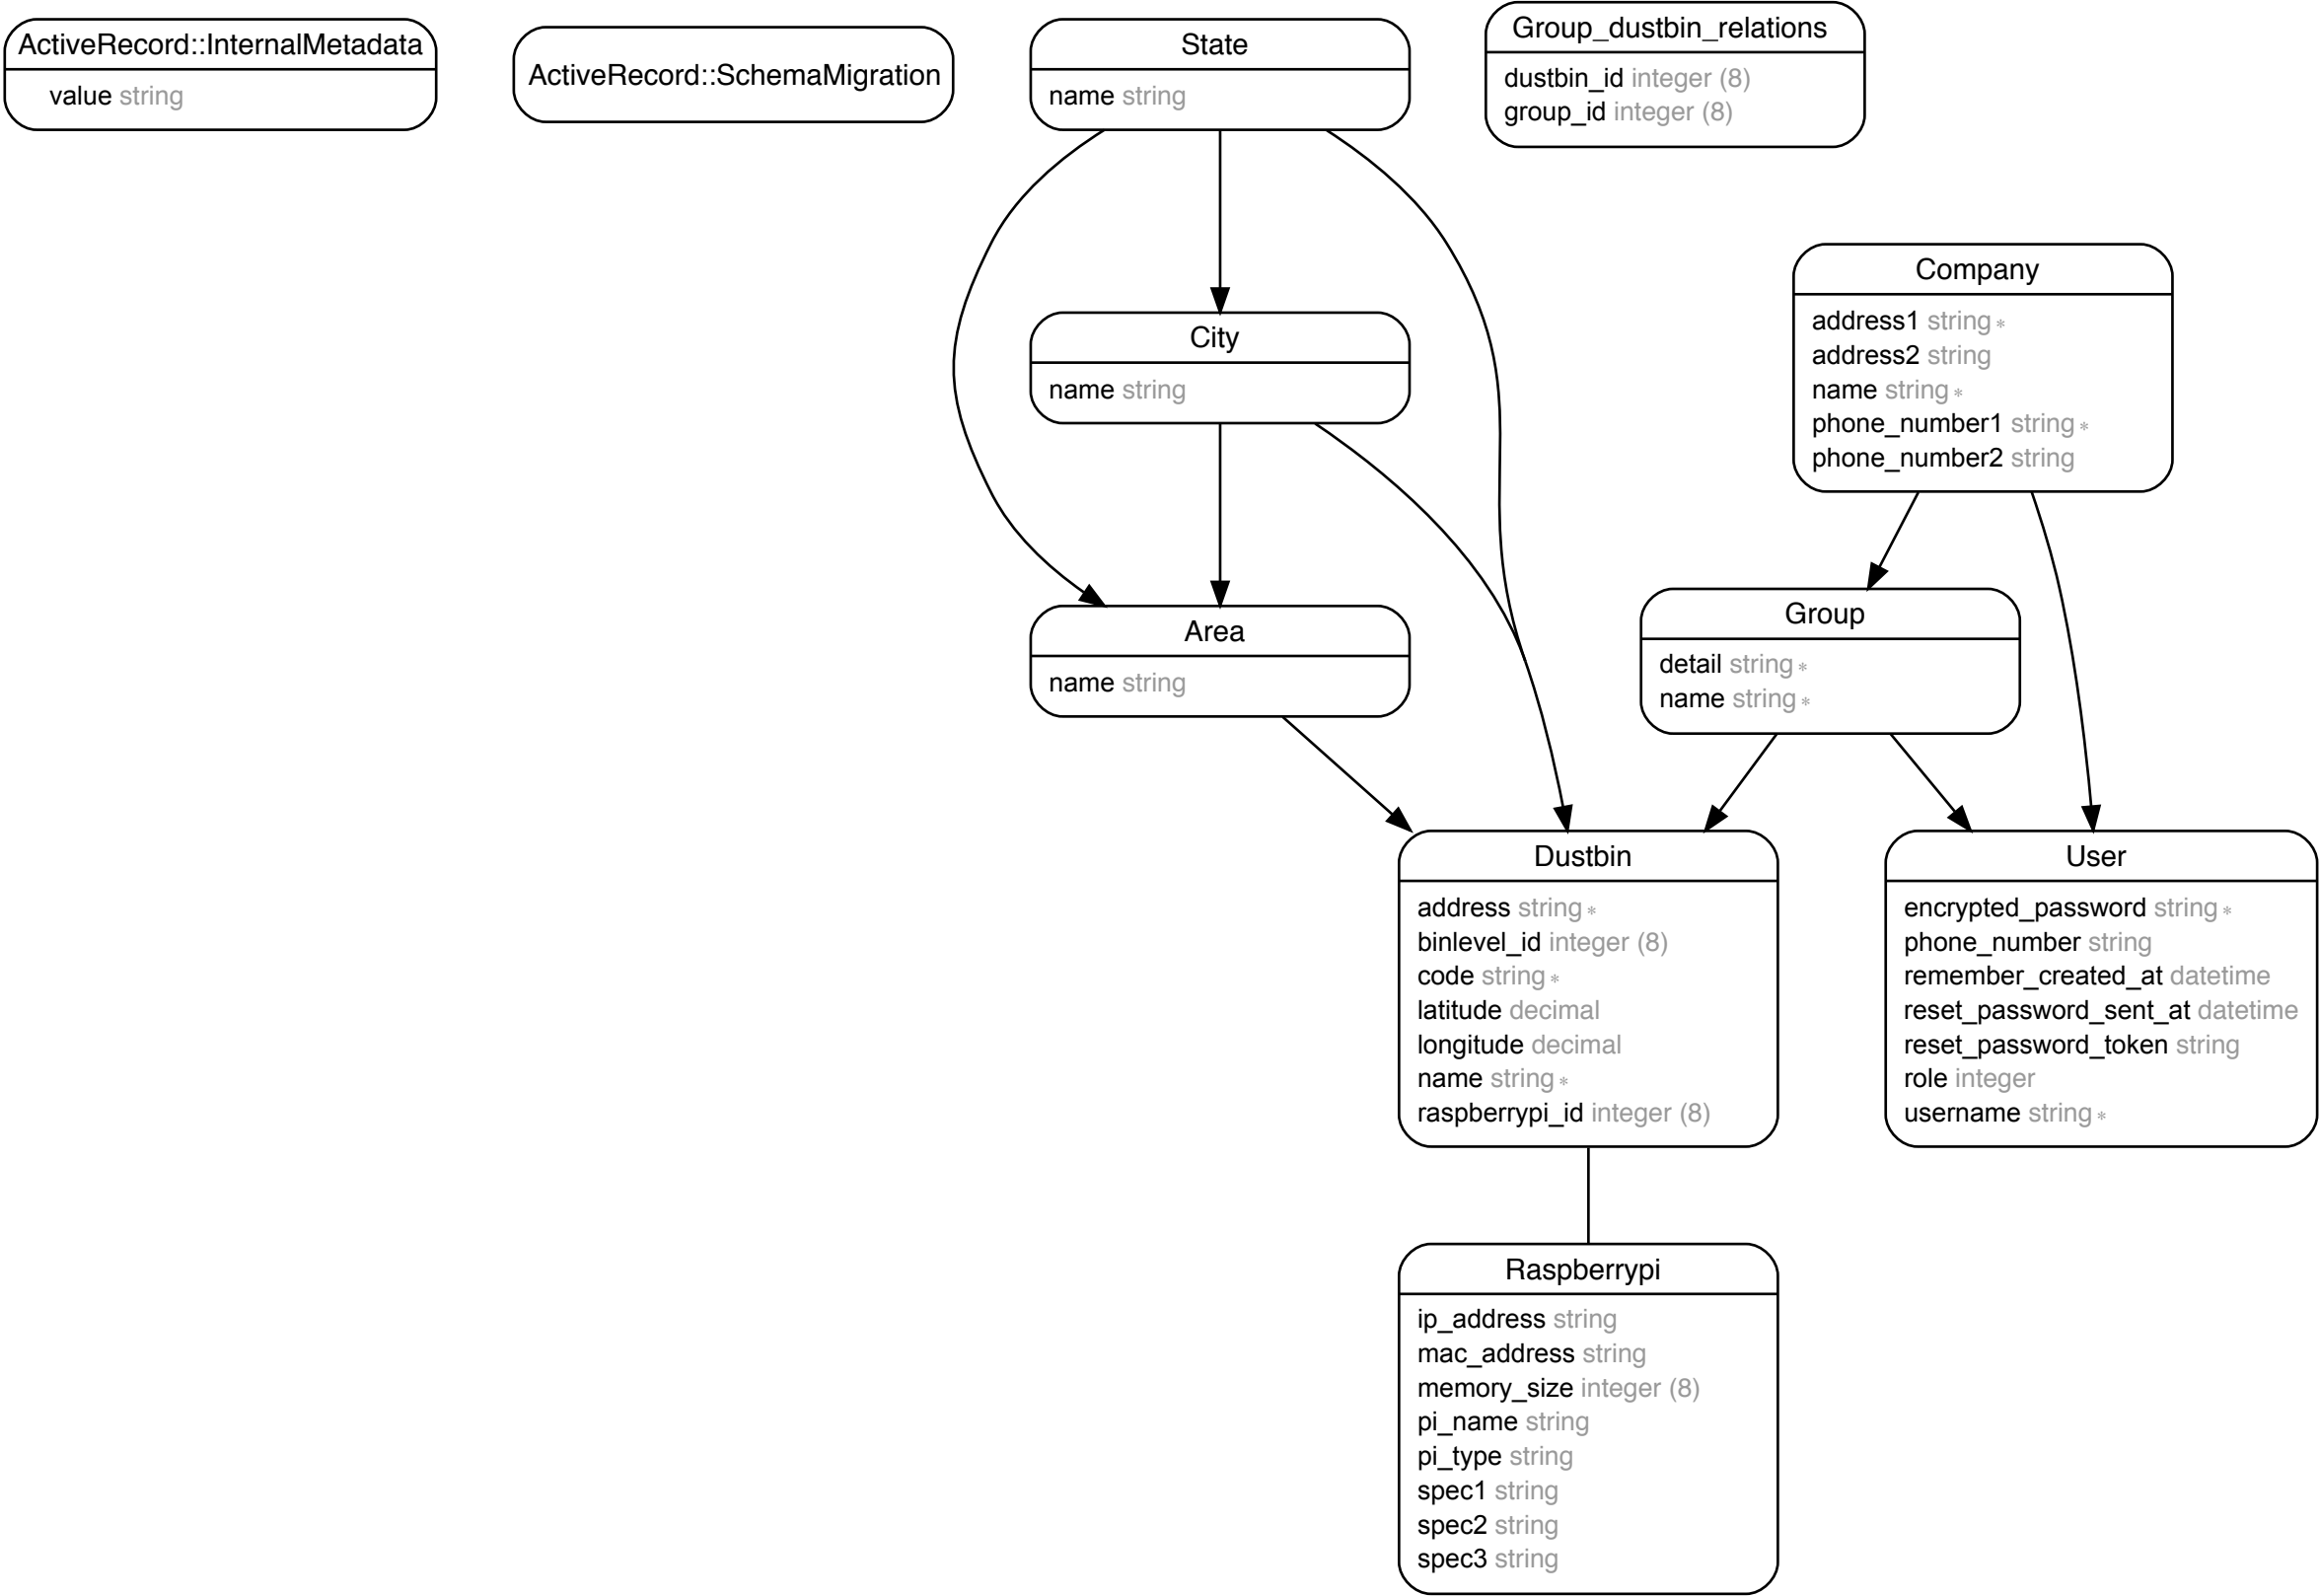 ActiveRecord::InternalMetadata
value string
ActiveRecord::SchemaMigration
State
name string
Group_dustbin_relations
dustbin_id integer (8)
group_id integer (8)
Company
address1 string *
address2 string
name string *
phone_number1 string *
phone_number2 string
City
name string
Group
detail string *
name string *
Area
name string
Dustbin
address string *
binlevel_id integer (8)
code string *
latitude decimal
longitude decimal
name string *
raspberrypi_id integer (8)
User
encrypted_password string *
phone_number string
remember_created_at datetime
reset_password_sent_at datetime
reset_password_token string
role integer
username string *
Raspberrypi
ip_address string
mac_address string
memory_size integer (8)
pi_name string
pi_type string
spec1 string
spec2 string
spec3 string